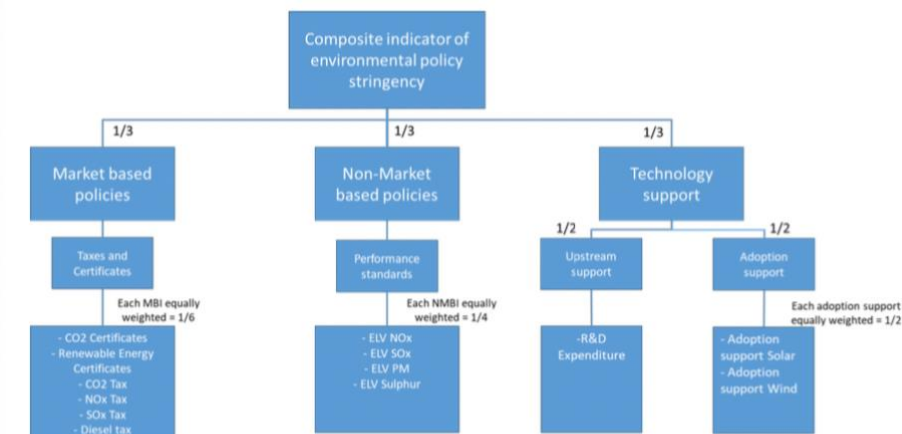 Composite indicator of
environmental policy
stringency
1/3
1/3
1/3
Market based
policies
Non-Market
based policies
Technology
support
1/2
1/2
Taxes and
Certificates
Performance
standards
Upstream
support
Adoption
support
Each MBI equally
weighted = 1/6
Each NMBI equally
weighted = 1/4
Each adoption support
equally weighted = 1/2
- CO2 Certificates
- Renewable Energy
Certificates
- CO2 Tax
- NOx Tax
- SOx Tax
- Diesel tax
- ELV NOx
- ELV SOx
- ELV PM
- ELV Sulphur
-R&D
Expenditure
- Adoption
support Solar
- Adoption
support Wind